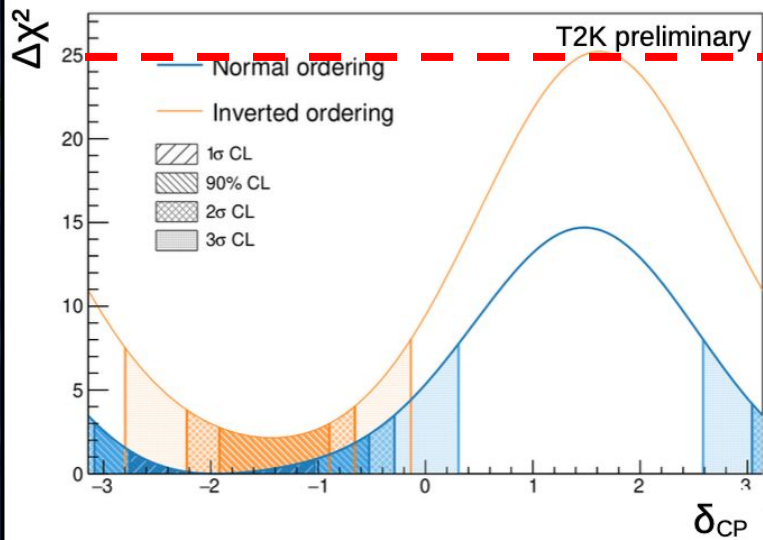 Δχ²
T2K preliminary
25
Normal ordering
Inverted ordering
20
1σ CL
90% CL
2σ CL
15
3σ CL
10
5
0
−3
−2
−1
0
1
2
3
δCP